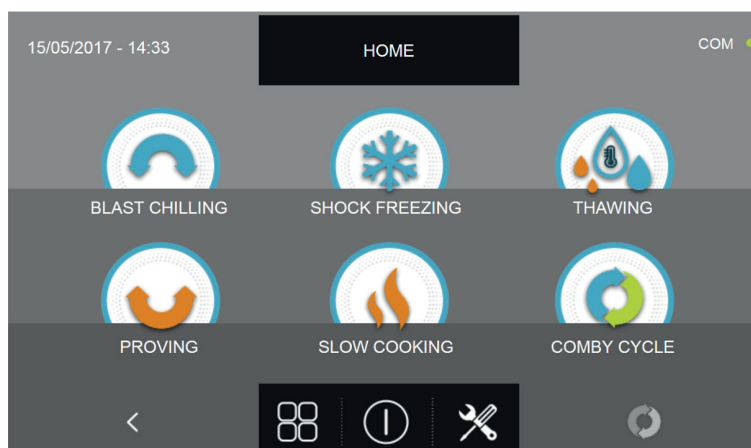 15/05/2017 - 14:33
HOME
COM
BLAST CHILLING
SHOCK FREEZING
THAWING
PROVING
SLOW COOKING
COMBY CYCLE